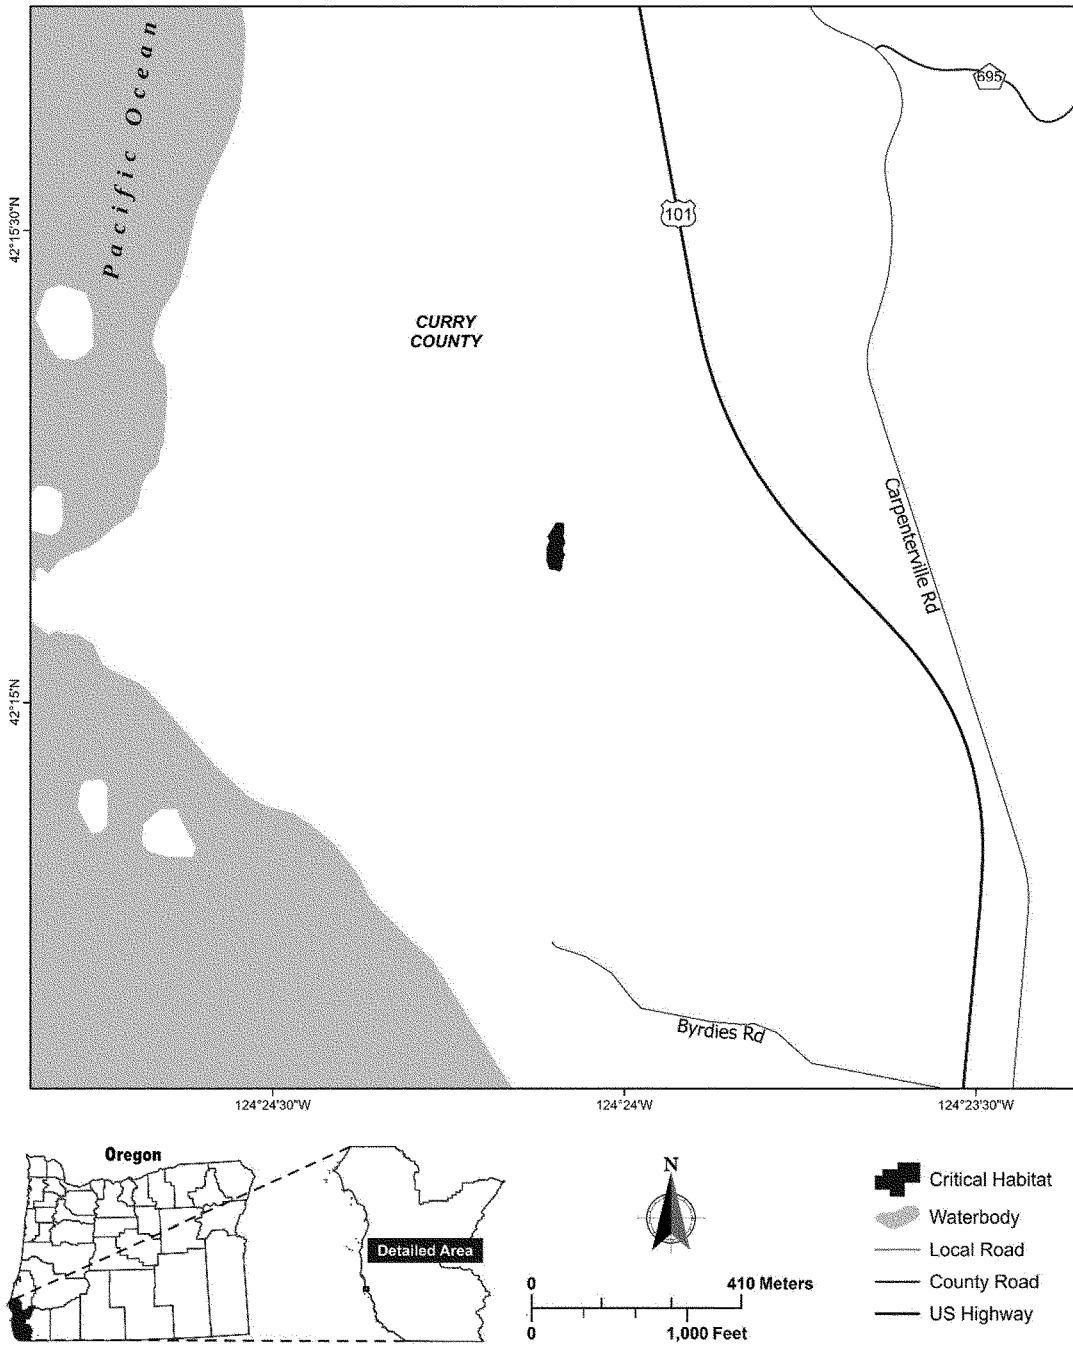 Pacific Ocean
695
101
42°15'30"N
CURRY
COUNTY
Carpenterville Rd
42°15'N
Byrdies Rd
124°24'30"W
124°24'W
124°23'30"W
Oregon
Detailed Area
N
0
410 Meters
0
1,000 Feet
Critical Habitat
Waterbody
Local Road
County Road
US Highway